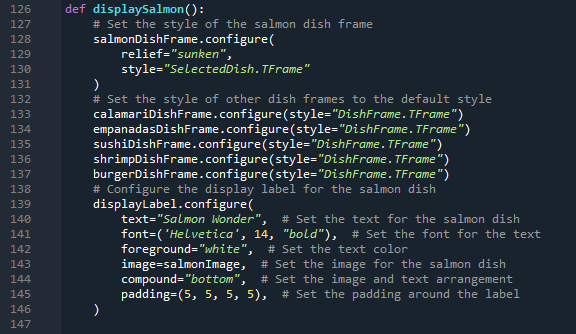 126 def displaySalmon():
127 # Set the style of the salmon dish frame
128 salmonDishFrame.configure(
129 relief="sunken",
130 style="SelectedDish.TFrame"
131 )
132 # Set the style of other dish frames to the default style
133 calamariDishFrame.configure(style="DishFrame.TFrame")
134 empanadasDishFrame.configure(style="DishFrame.TFrame")
135 sushiDishFrame.configure(style="DishFrame.TFrame")
136 shrimpDishFrame.configure(style="DishFrame.TFrame")
137 burgerDishFrame.configure(style="DishFrame.TFrame")
138 # Configure the display label for the salmon dish
139 displayLabel.configure(
140 text="Salmon Wonder",  # Set the text for the salmon dish
141 font=('Helvetica', 14, "bold"),  # Set the font for the text
142 foreground="white",  # Set the text color
143 image=salmonImage,  # Set the image for the salmon dish
144 compound="bottom",  # Set the image and text arrangement
145 padding=(5, 5, 5, 5),  # Set the padding around the label
146 )
147